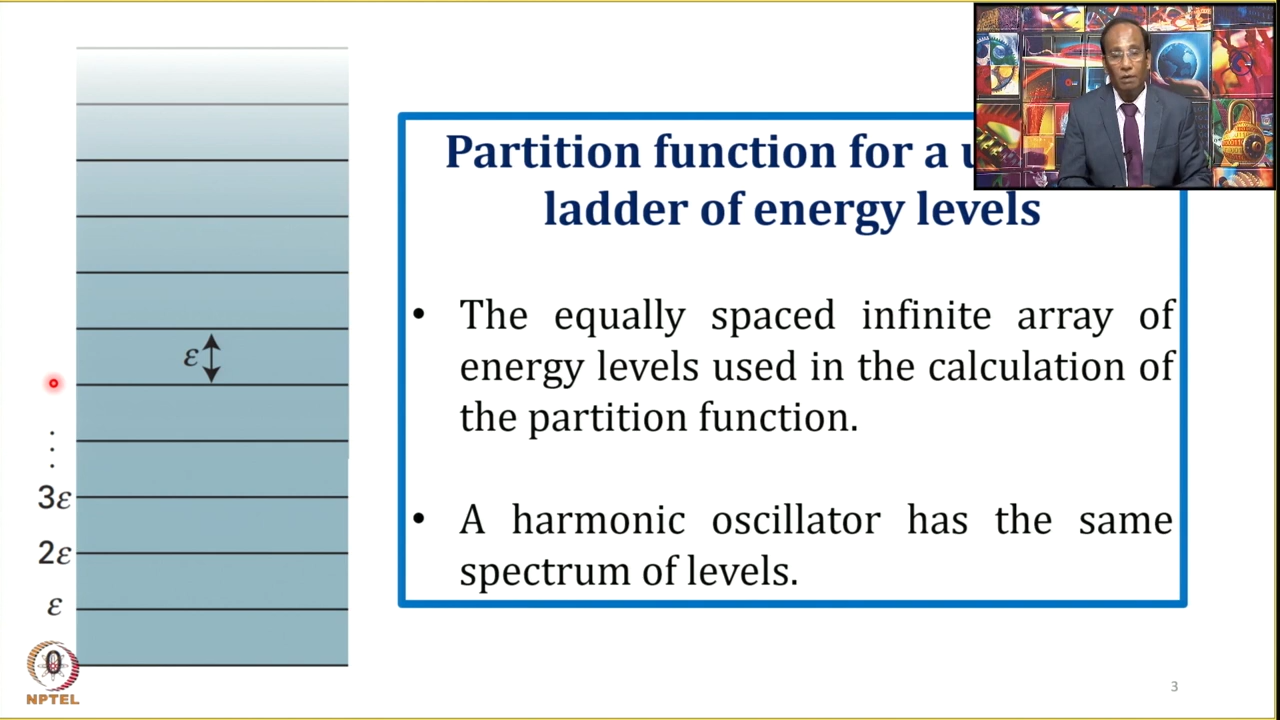 Partition function for a
ladder of energy levels
ε
⋮
3ε
2ε
ε
0
• The equally spaced infinite array of
energy levels used in the calculation of
the partition function.
• A harmonic oscillator has the same
spectrum of levels.
NPTEL
3